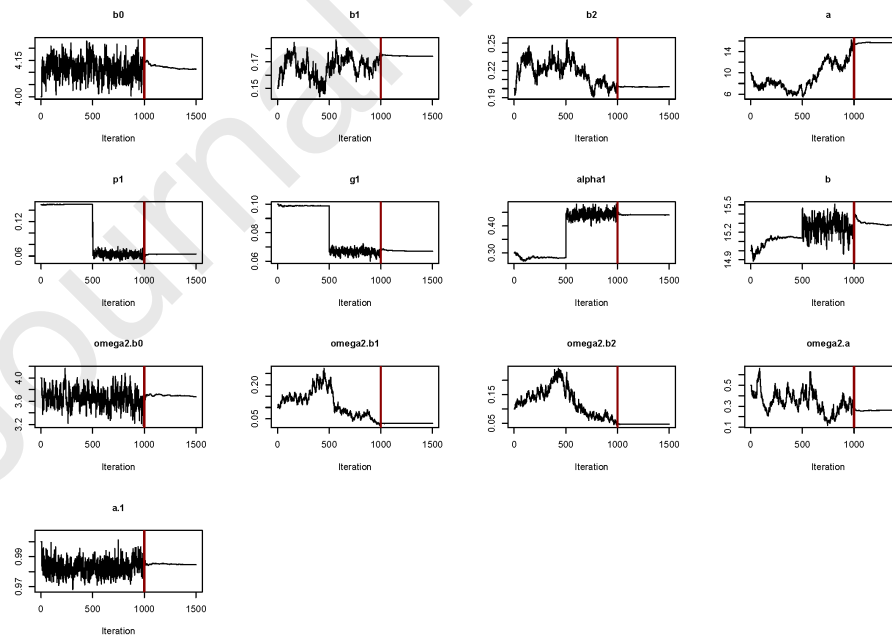 b0
b1
b2
a
4.00 4.15
0.15 0.17
0.19 0.22 0.25
6 10 14
0 500 1000 1500
0 500 1000 1500
0 500 1000 1500
0 500 1000 1500
Iteration
Iteration
Iteration
Iteration
p1
g1
alpha1
b
0.06 0.12
0.06 0.08 0.10
0.30 0.40
14.9 15.2 15.5
0 500 1000 1500
0 500 1000 1500
0 500 1000 1500
0 500 1000 1500
Iteration
Iteration
Iteration
Iteration
omega2.b0
omega2.b1
omega2.b2
omega2.a
3.2 3.6 4.0
0.05 0.20
0.05 0.15
0.1 0.3 0.5
0 500 1000 1500
0 500 1000 1500
0 500 1000 1500
0 500 1000 1500
Iteration
Iteration
Iteration
Iteration
a.1
0.97 0.99
0 500 1000 1500
Iteration
Journal